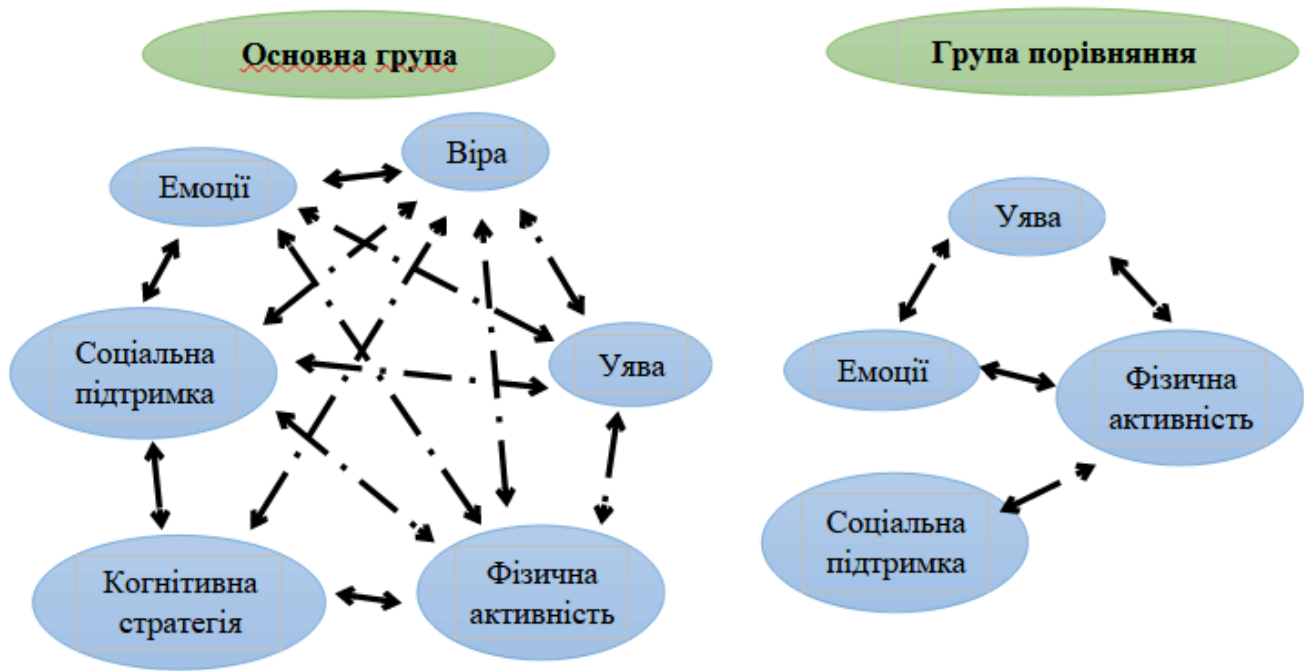 Основна група
Віра
Емоції
Соціальна
підтримка
Уява
Когнітивна
стратегія
Фізична
активність
Група порівняння
Уява
Емоції
Фізична
активність
Соціальна
підтримка